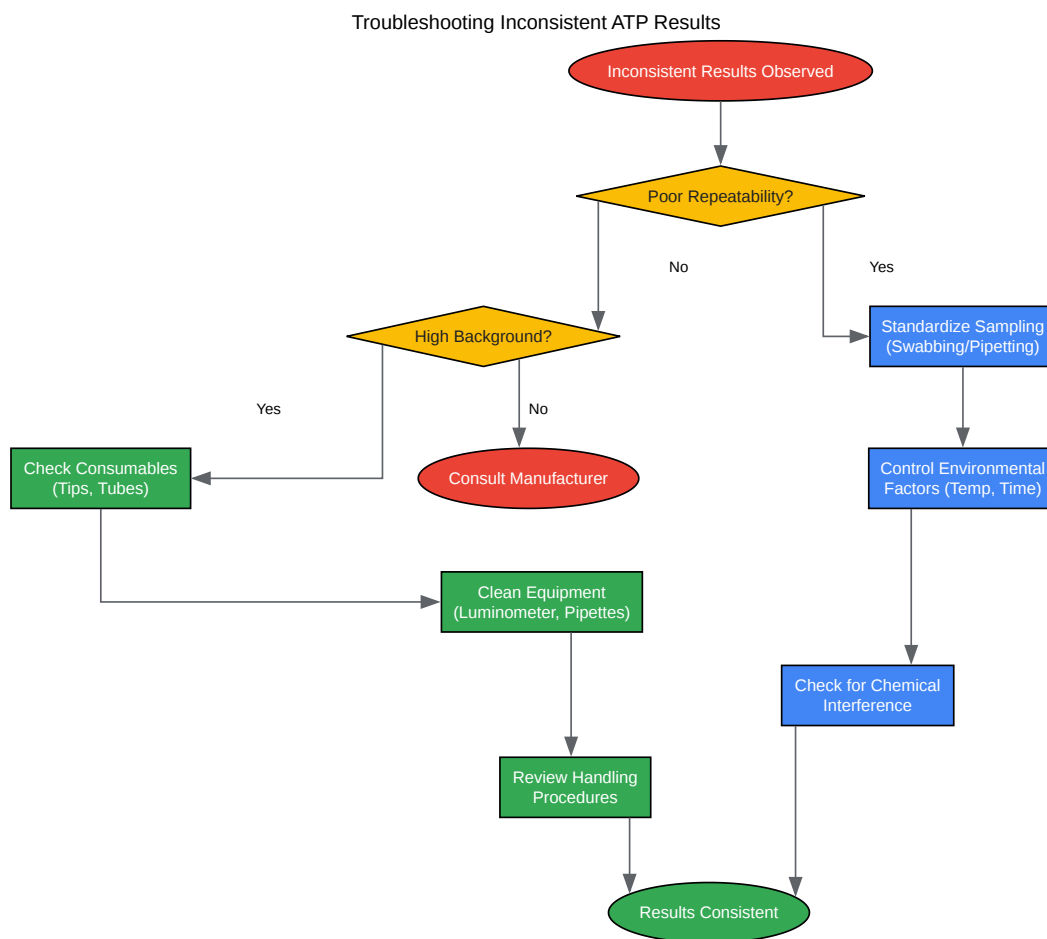 Troubleshooting Inconsistent ATP Results
Inconsistent Results Observed
Poor Repeatability?
No
Yes
High Background?
Standardize Sampling
(Swabbing/Pipetting)
Yes
No
Check Consumables
(Tips, Tubes)
Consult Manufacturer
Control Environmental
Factors (Temp, Time)
Clean Equipment
(Luminometer, Pipettes)
Check for Chemical
Interference
Review Handling
Procedures
Results Consistent